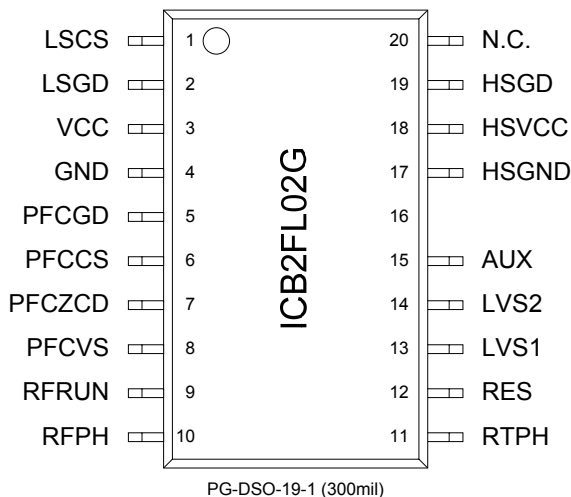 LSCS 1 20 N.C.
LSGD 2 19 HSGD
VCC 3 18 HSVCC
GND 4 17 HSGND
PFCGD 5 16
PFCCS 6 15 AUX
PFCZCD 7 14 LVS2
PFCVS 8 13 LVS1
RFRUN 9 12 RES
RFPH 10 11 RTPH
ICB2FL02G
PG-DSO-19-1 (300mil)